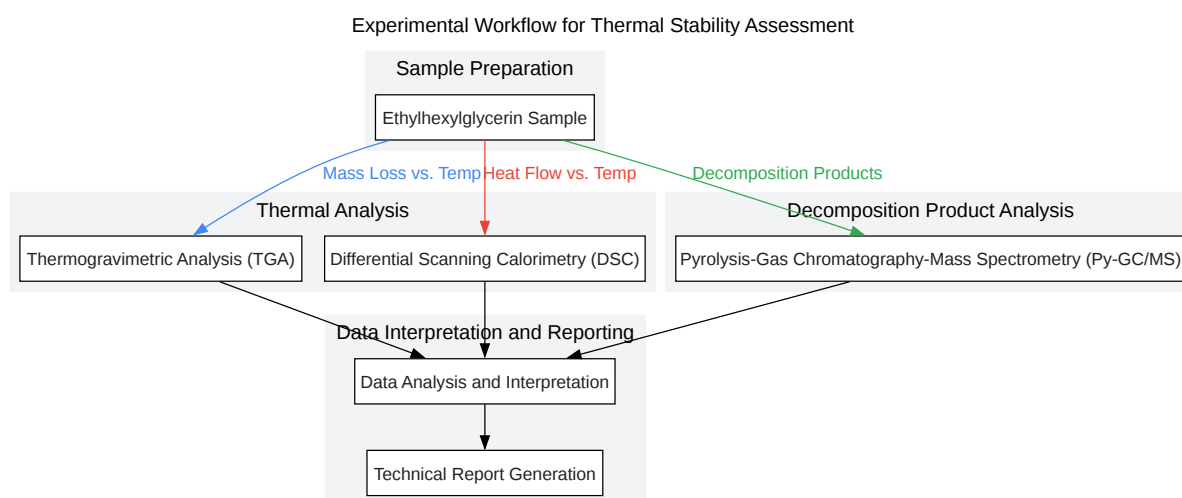 Experimental Workflow for Thermal Stability Assessment
Sample Preparation
Ethylhexylglycerin Sample
Mass Loss vs. Temp
Heat Flow vs. Temp
Decomposition Products
Thermal Analysis
Decomposition Product Analysis
Thermogravimetric Analysis (TGA)
Differential Scanning Calorimetry (DSC)
Pyrolysis-Gas Chromatography-Mass Spectrometry (Py-GC/MS)
Data Interpretation and Reporting
Data Analysis and Interpretation
Technical Report Generation